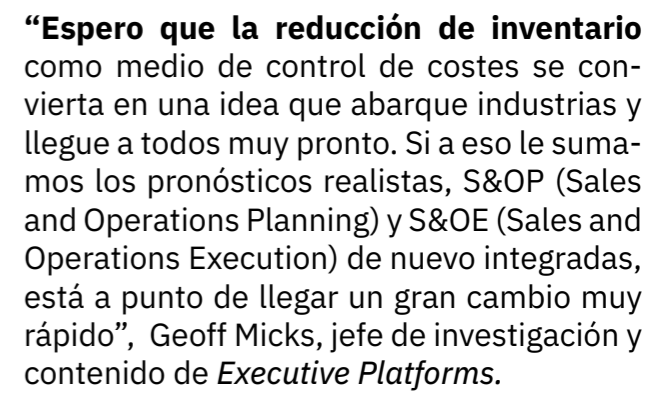 “Espero que la reducción de inventario
como medio de control de costes se con-
vierta en una idea que abarque industrias y
llegue a todos muy pronto. Si a eso le suma-
mos los pronósticos realistas, S&OP (Sales
and Operations Planning) y S&OE (Sales and
Operations Execution) de nuevo integradas,
está a punto de llegar un gran cambio muy
rápido”, Geoff Micks, jefe de investigación y
contenido de Executive Platforms.